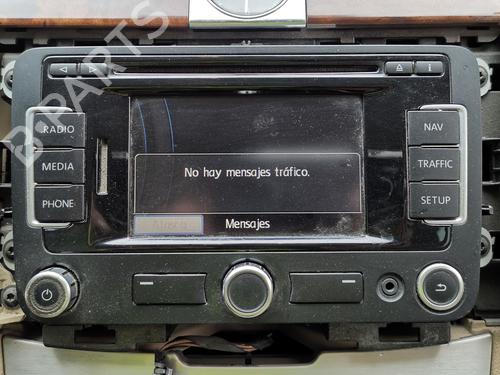 B-PARTS
RADIO
MEDIA
PHONE
NAV
TRAFFIC
SETUP
No hay mensajes tráfico.
Mensajes